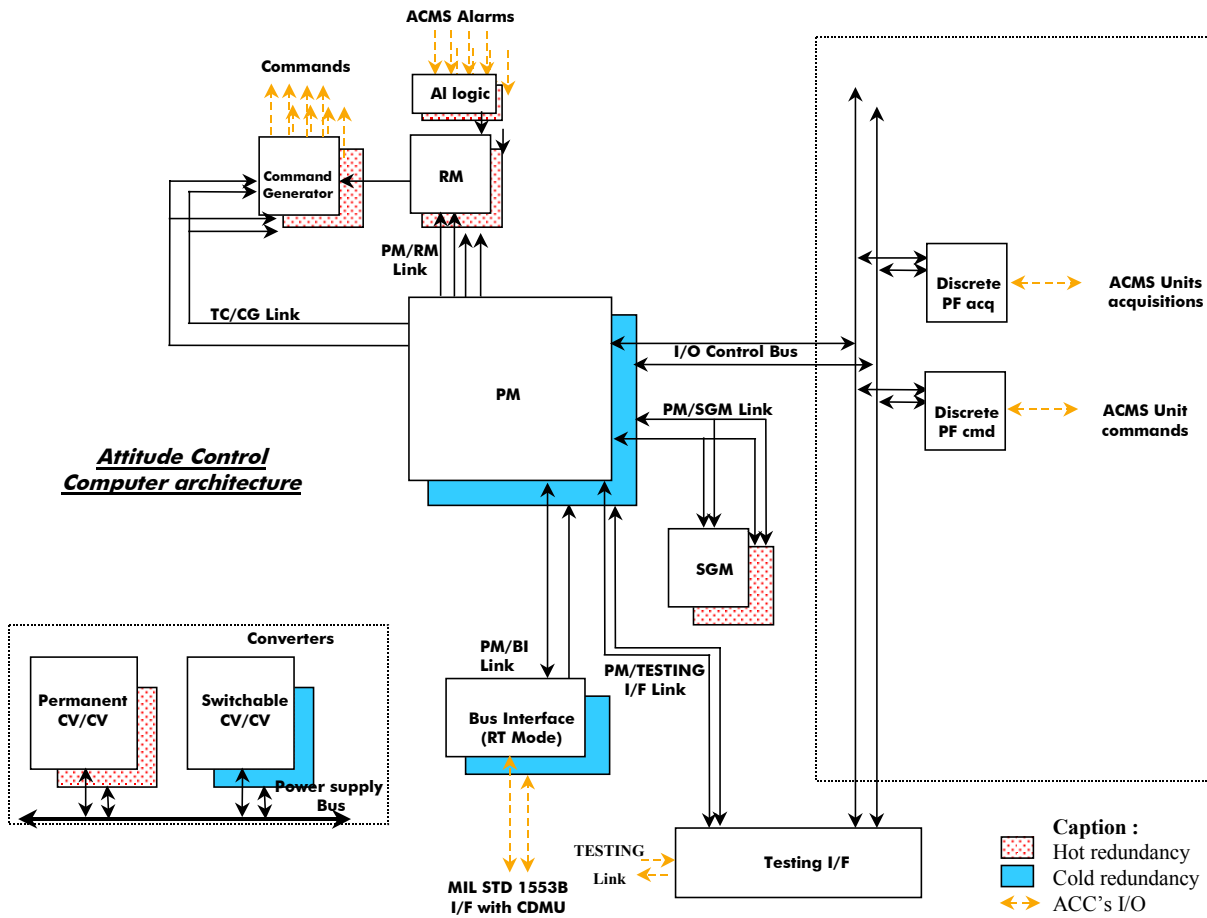 ACMS Alarms
Commands
AI logic
Command
Generator
RM
PM/RM
Link
TC/CG Link
PM
I/O Control Bus
PM/SGM Link
Discrete
PF acq
ACMS Units
acquisitions
Discrete
PF cmd
ACMS Unit
commands
Attitude Control
Computer architecture
SGM
Converters
Permanent
CV/CV
Switchable
CV/CV
Power supply
Bus
PM/BI
Link
PM/TESTING
I/F Link
Bus Interface
(RT Mode)
MIL STD 1553B
I/F with CDMU
TESTING
Link
Testing I/F
Caption :
Hot redundancy
Cold redundancy
ACC's I/O